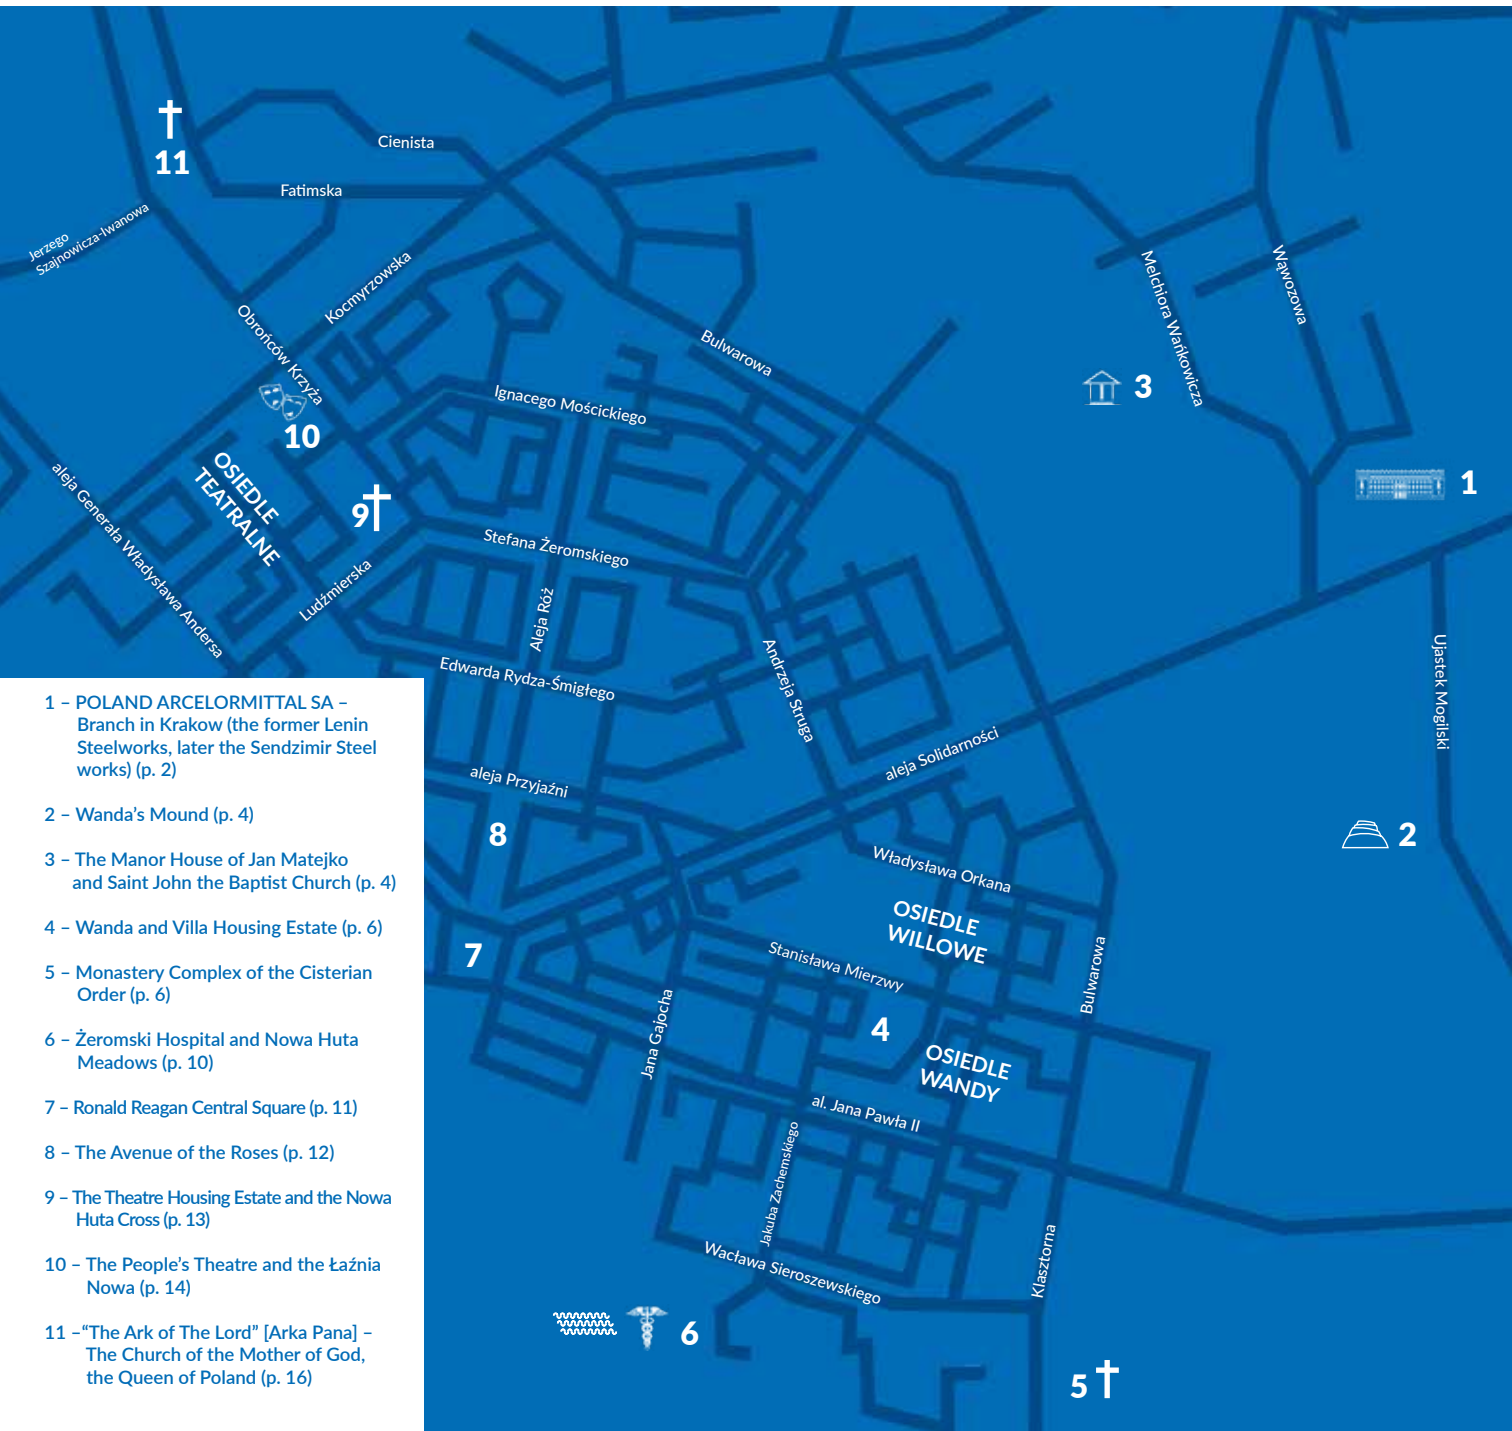 11
Cienista
Fatimska
Jerzego
Szajnowicza-Iwanowa
Kocmyrzowska
Obrońców Krzyża
Bulwarowa
Melchiora Wańkowicza
Wąwozowa
3
Ignacego Mościckiego
10
OSIEDLE
TEATRALNE
aleja Generała Władysława Andersa
9
1
Stefana Żeromskiego
Ludźmierska
Aleja Róż
Edwarda Rydza-Śmigłego
Andrzeja Struga
Ujastek Mogilski
aleja Solidarności
aleja Przyjaźni
8
2
Władysława Orkana
OSIEDLE
WILLOWE
7
Stanisława Mierzwy
Bulwarowa
Jana Gajocha
4
OSIEDLE
WANDY
al. Jana Pawła II
Jakuba Zachemskiego
Wacława Sieroszewskiego
Klasztorna
6
5
1 – POLAND ARCELORMITTAL SA –
Branch in Krakow (the former Lenin
Steelworks, later the Sendzimir Steel
works) (p. 2)
2 – Wanda's Mound (p. 4)
3 – The Manor House of Jan Matejko
and Saint John the Baptist Church (p. 4)
4 – Wanda and Villa Housing Estate (p. 6)
5 – Monastery Complex of the Cisterian
Order (p. 6)
6 – Żeromski Hospital and Nowa Huta
Meadows (p. 10)
7 – Ronald Reagan Central Square (p. 11)
8 – The Avenue of the Roses (p. 12)
9 – The Theatre Housing Estate and the Nowa
Huta Cross (p. 13)
10 – The People's Theatre and the Łaźnia
Nowa (p. 14)
11 –“The Ark of The Lord” [Arka Pana] –
The Church of the Mother of God,
the Queen of Poland (p. 16)